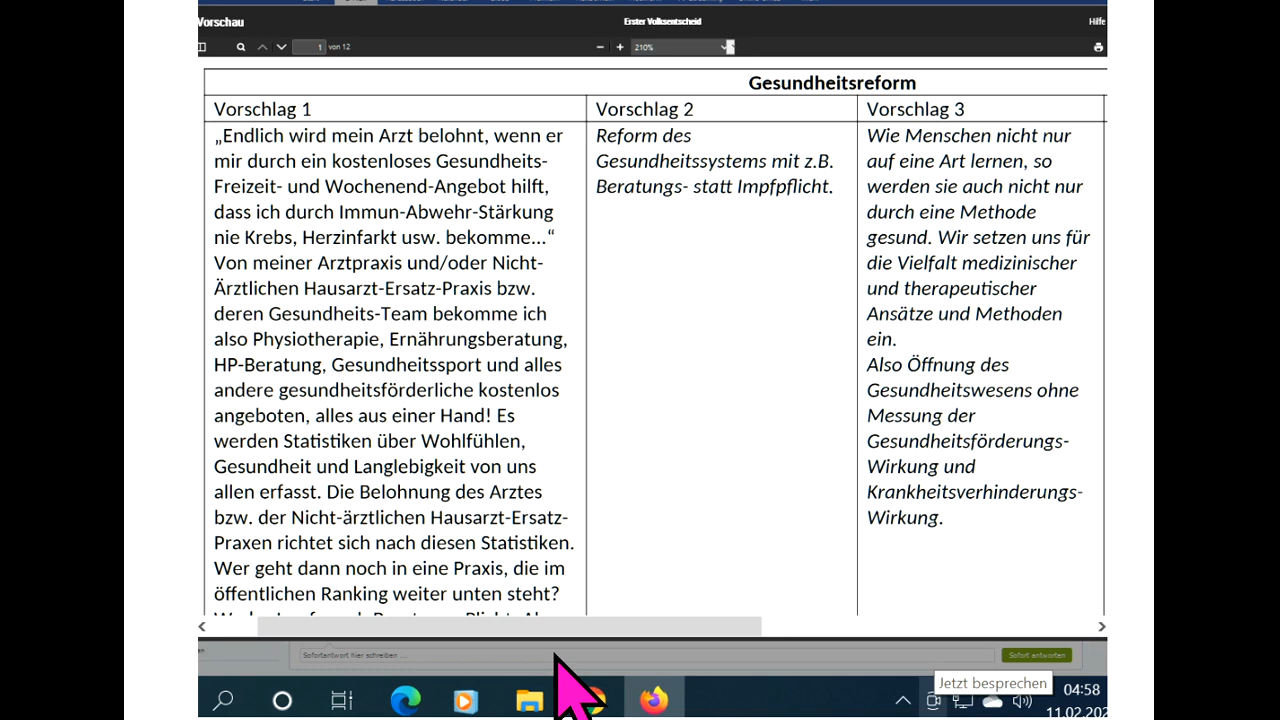 Vorschau
Erster Volksentscheid
Hilfe
1 von 12
210%
Gesundheitsreform
Vorschlag 1
„Endlich wird mein Arzt belohnt, wenn er
mir durch ein kostenloses Gesundheits-
Freizeit- und Wochenend-Angebot hilft,
dass ich durch Immun-Abwehr-Stärkung
nie Krebs, Herzinfarkt usw. bekomme...“
Von meiner Arztpraxis und/oder Nicht-
Ärztlichen Hausarzt-Ersatz-Praxis bzw.
deren Gesundheits-Team bekomme ich
also Physiotherapie, Ernährungsberatung,
HP-Beratung, Gesundheitssport und alles
andere gesundheitsförderliche kostenlos
angeboten, alles aus einer Hand! Es
werden Statistiken über Wohlfühlen,
Gesundheit und Langlebigkeit von uns
allen erfasst. Die Belohnung des Arztes
bzw. der Nicht-ärztlichen Hausarzt-Ersatz-
Praxen richtet sich nach diesen Statistiken.
Wer geht dann noch in eine Praxis, die im
öffentlichen Ranking weiter unten steht?
Vorschlag 2
Reform des
Gesundheitssystems mit z.B.
Beratungs- statt Impfpflicht.
Vorschlag 3
Wie Menschen nicht nur
auf eine Art lernen, so
werden sie auch nicht nur
durch eine Methode
gesund. Wir setzen uns für
die Vielfalt medizinischer
und therapeutischer
Ansätze und Methoden
ein.
Also Öffnung des
Gesundheitswesens ohne
Messung der
Gesundheitsförderungs-
Wirkung und
Krankheitsverhinderungs-
Wirkung.
Sofortantwort hier schreiben ...
Sofort antworten
Jetzt besprechen
04:58
11.02.202